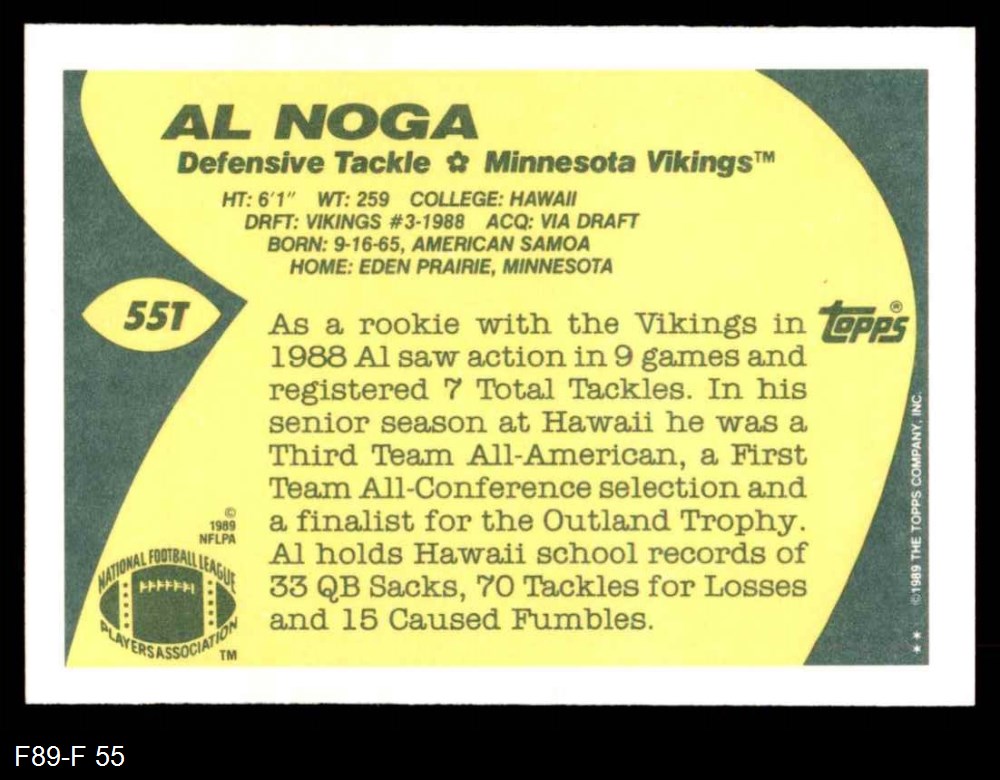 AL NOGA
Defensive Tackle ✿ Minnesota Vikings™
HT: 6'1" WT: 259 COLLEGE: HAWAII
DRFT: VIKINGS #3-1988 ACQ: VIA DRAFT
BORN: 9-16-65, AMERICAN SAMOA
HOME: EDEN PRAIRIE, MINNESOTA
55T
topps®
As a rookie with the Vikings in
1988 Al saw action in 9 games and
registered 7 Total Tackles. In his
senior season at Hawaii he was a
Third Team All-American, a First
Team All-Conference selection and
a finalist for the Outland Trophy.
Al holds Hawaii school records of
33 QB Sacks, 70 Tackles for Losses
and 15 Caused Fumbles.
©
1989
NFLPA
NATIONAL FOOTBALL LEAGUE
PLAYERS ASSOCIATION
TM
©1989 THE TOPPS COMPANY, INC.
**
F89-F 55